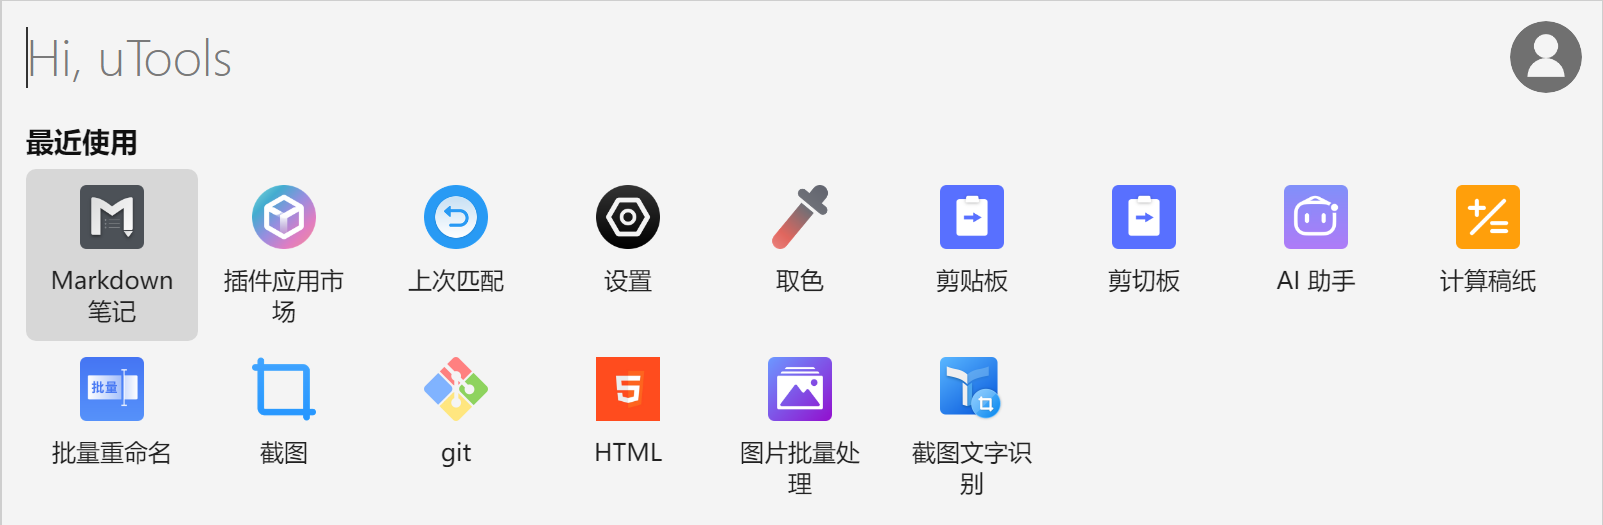 Hi, uTools
最近使用
Markdown
笔记
插件应用市
场
上次匹配
设置
取色
剪贴板
剪切板
AI 助手
计算稿纸
批量
批量重命名
截图
git
HTML
图片批量处
理
截图文字识
别